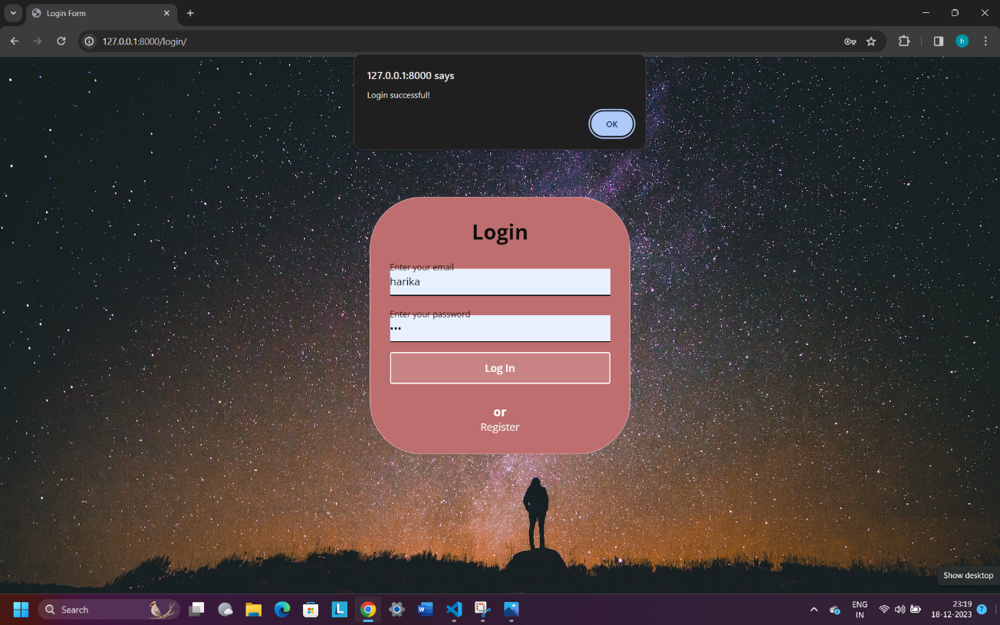 Login Form
127.0.0.1:8000/login/
h
127.0.0.1:8000 says
Login successful!
OK
Login
Enter your email
harika
Enter your password
•••
Log In
or
Register
Show desktop
Search
L
W
ENG
IN
23:19
18-12-2023
7